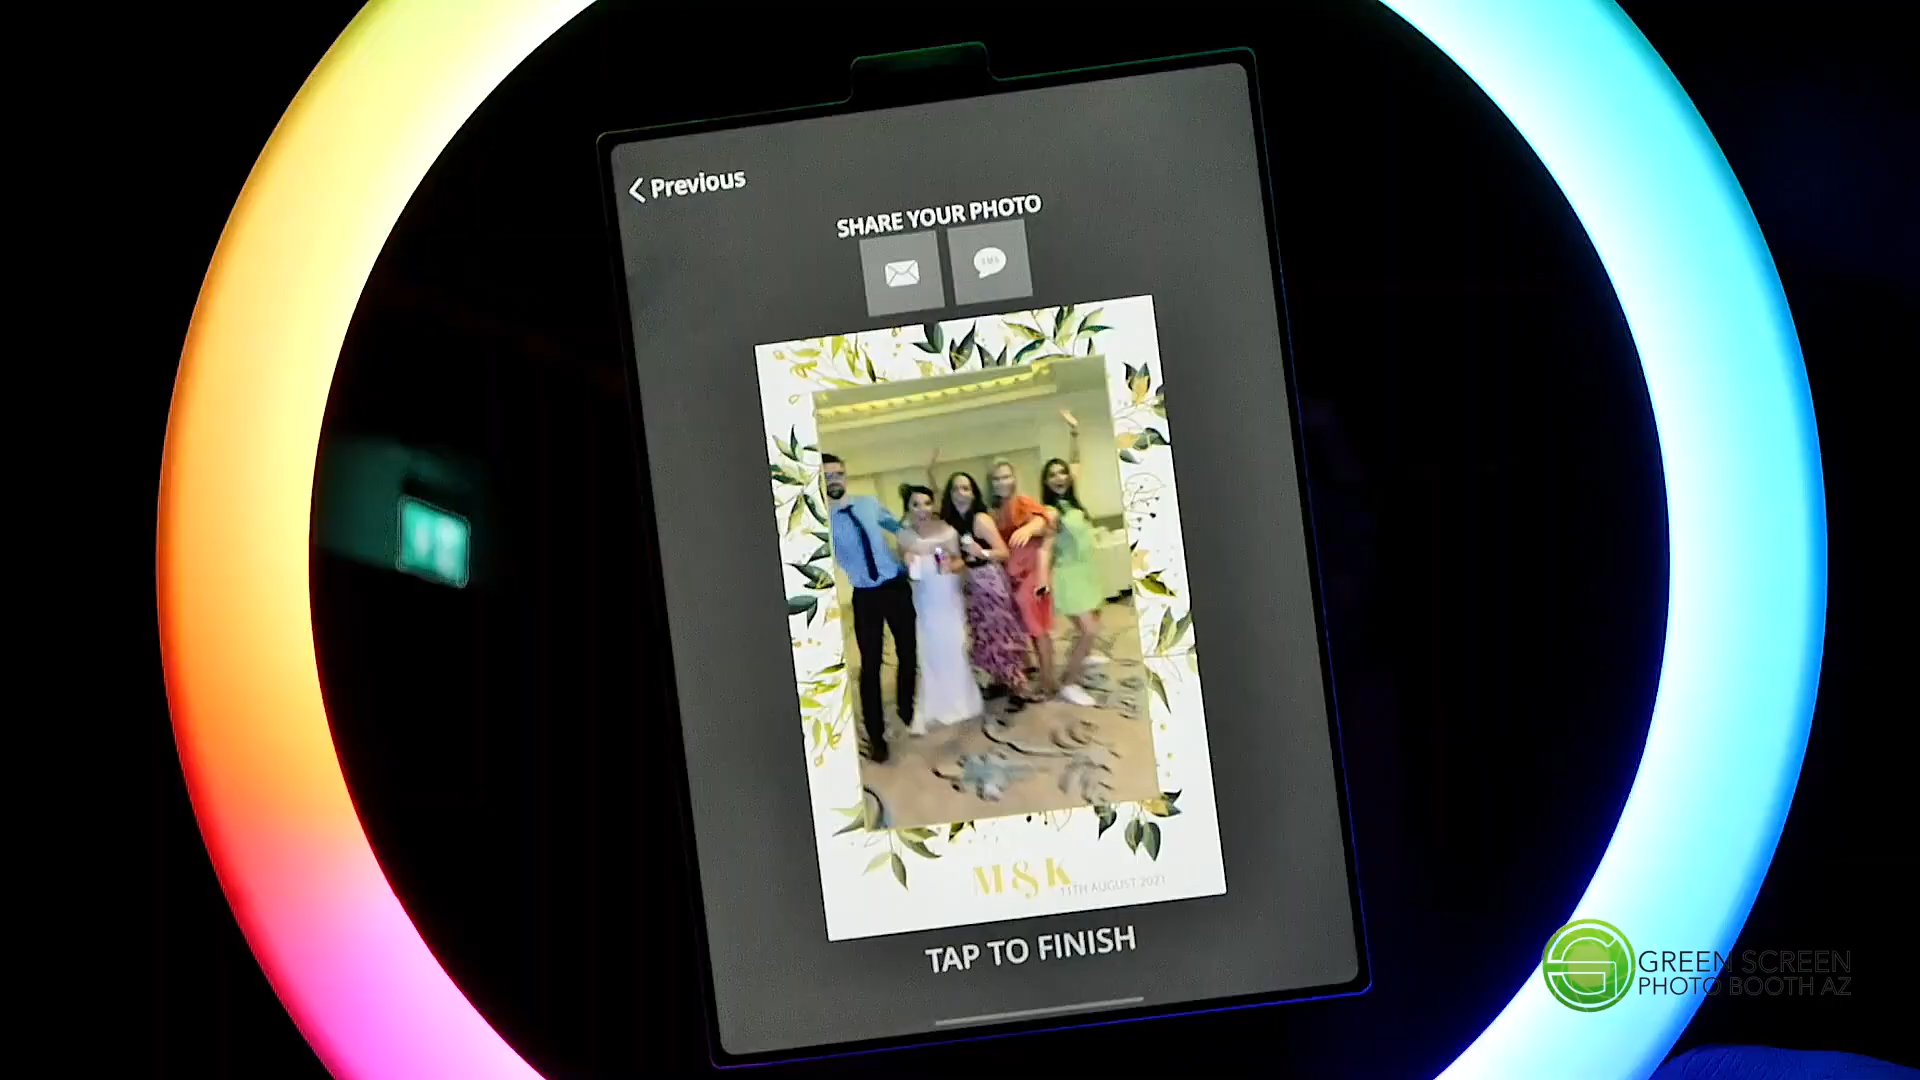 Previous
SHARE YOUR PHOTO
SMS
M & K
11TH AUGUST 2021
TAP TO FINISH
GREEN SCREEN
PHOTO BOOTH AZ